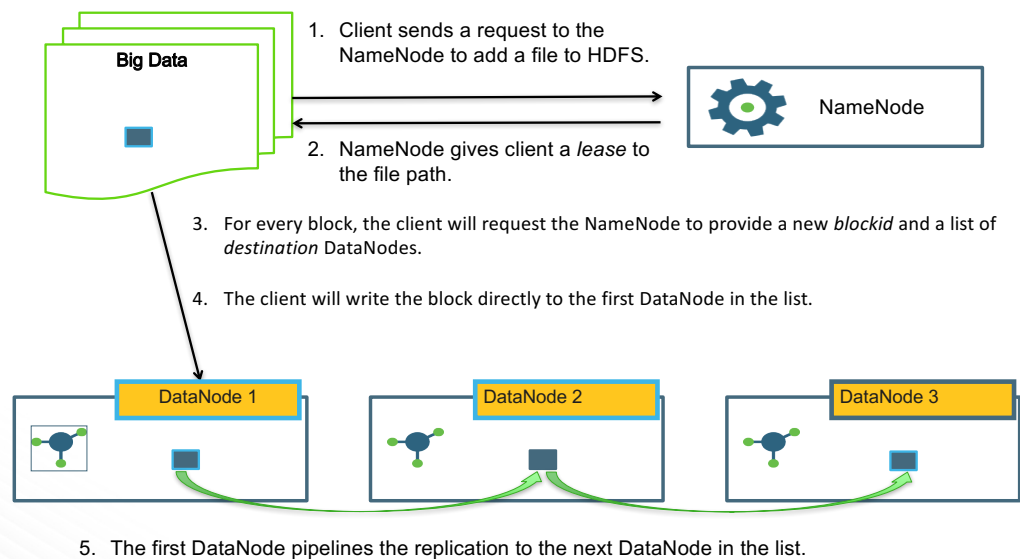 1. Client sends a request to the
NameNode to add a file to HDFS.
Big Data
NameNode
2. NameNode gives client a lease to
the file path.
3. For every block, the client will request the NameNode to provide a new blockid and a list of
destination DataNodes.
4. The client will write the block directly to the first DataNode in the list.
DataNode 1
DataNode 2
DataNode 3
5. The first DataNode pipelines the replication to the next DataNode in the list.